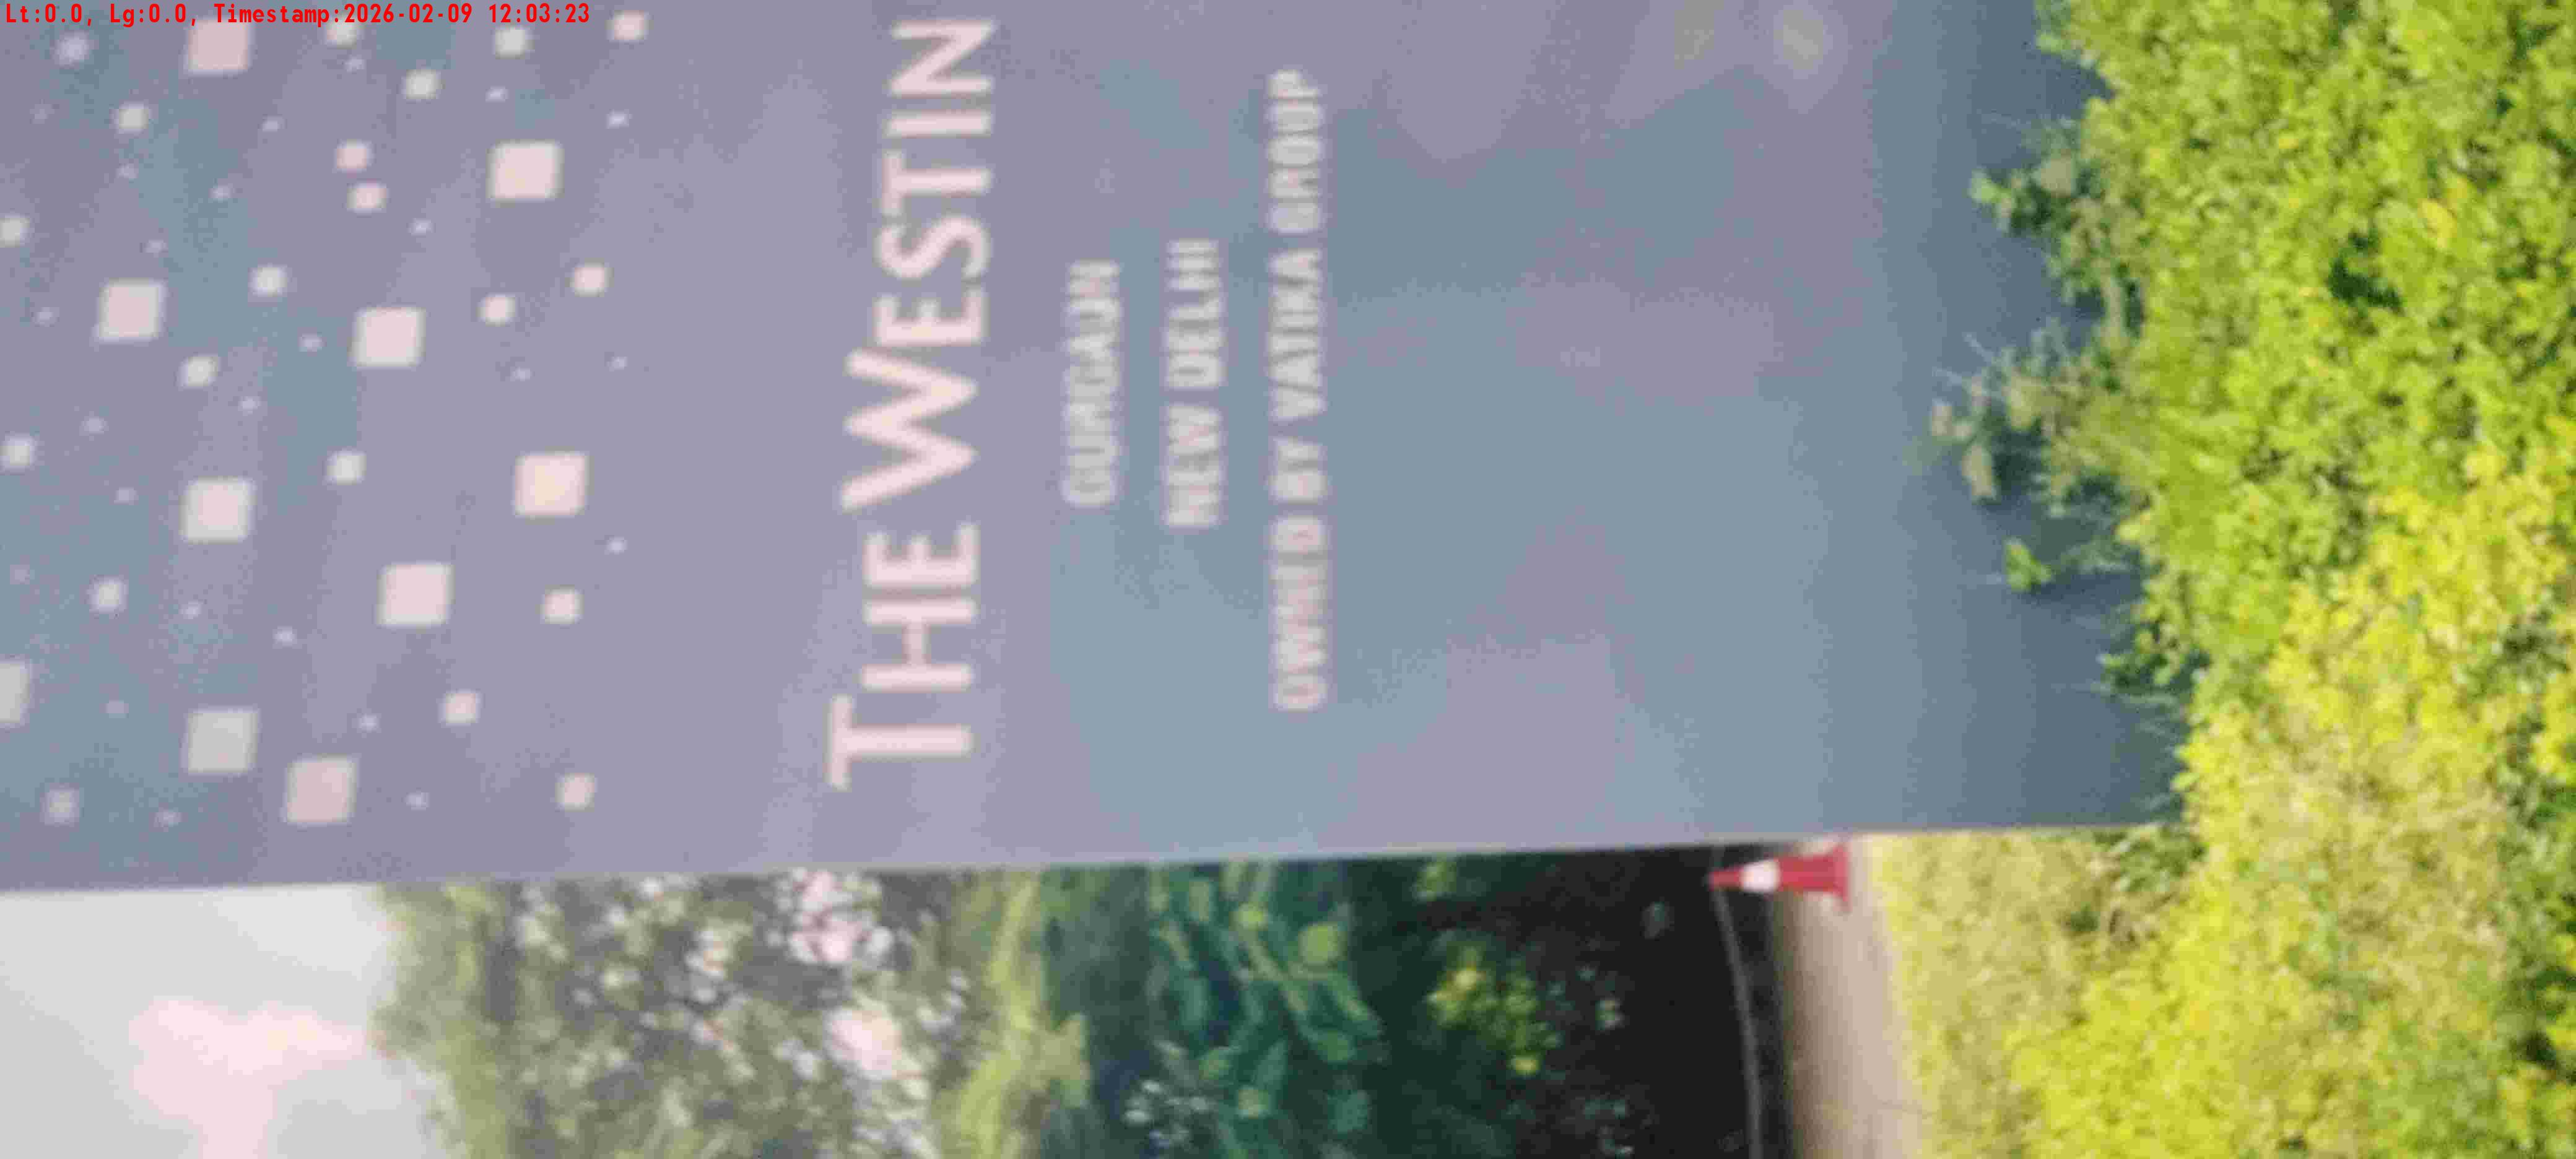 Lt:0.0, Lg:0.0, Timestamp:2026-02-09 12:03:23
THE WESTIN
GURGAON
NEW DELHI
OWNED BY VATIKA GROUP